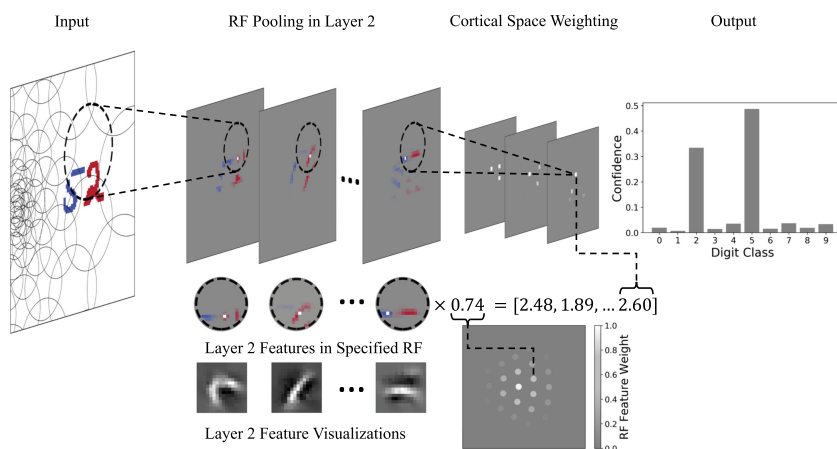 Input RF Pooling in Layer 2 Cortical Space Weighting Output
5 2
0.5
0.4
0.3
0.2
0.1
0.0
Confidence
0 1 2 3 4 5 6 7 8 9
Digit Class
× 0.74 = [2.48, 1.89, ... 2.60]
Layer 2 Features in Specified RF
Layer 2 Feature Visualizations
1.0
0.8
0.6
0.4
0.2
0.0
RF Feature Weight